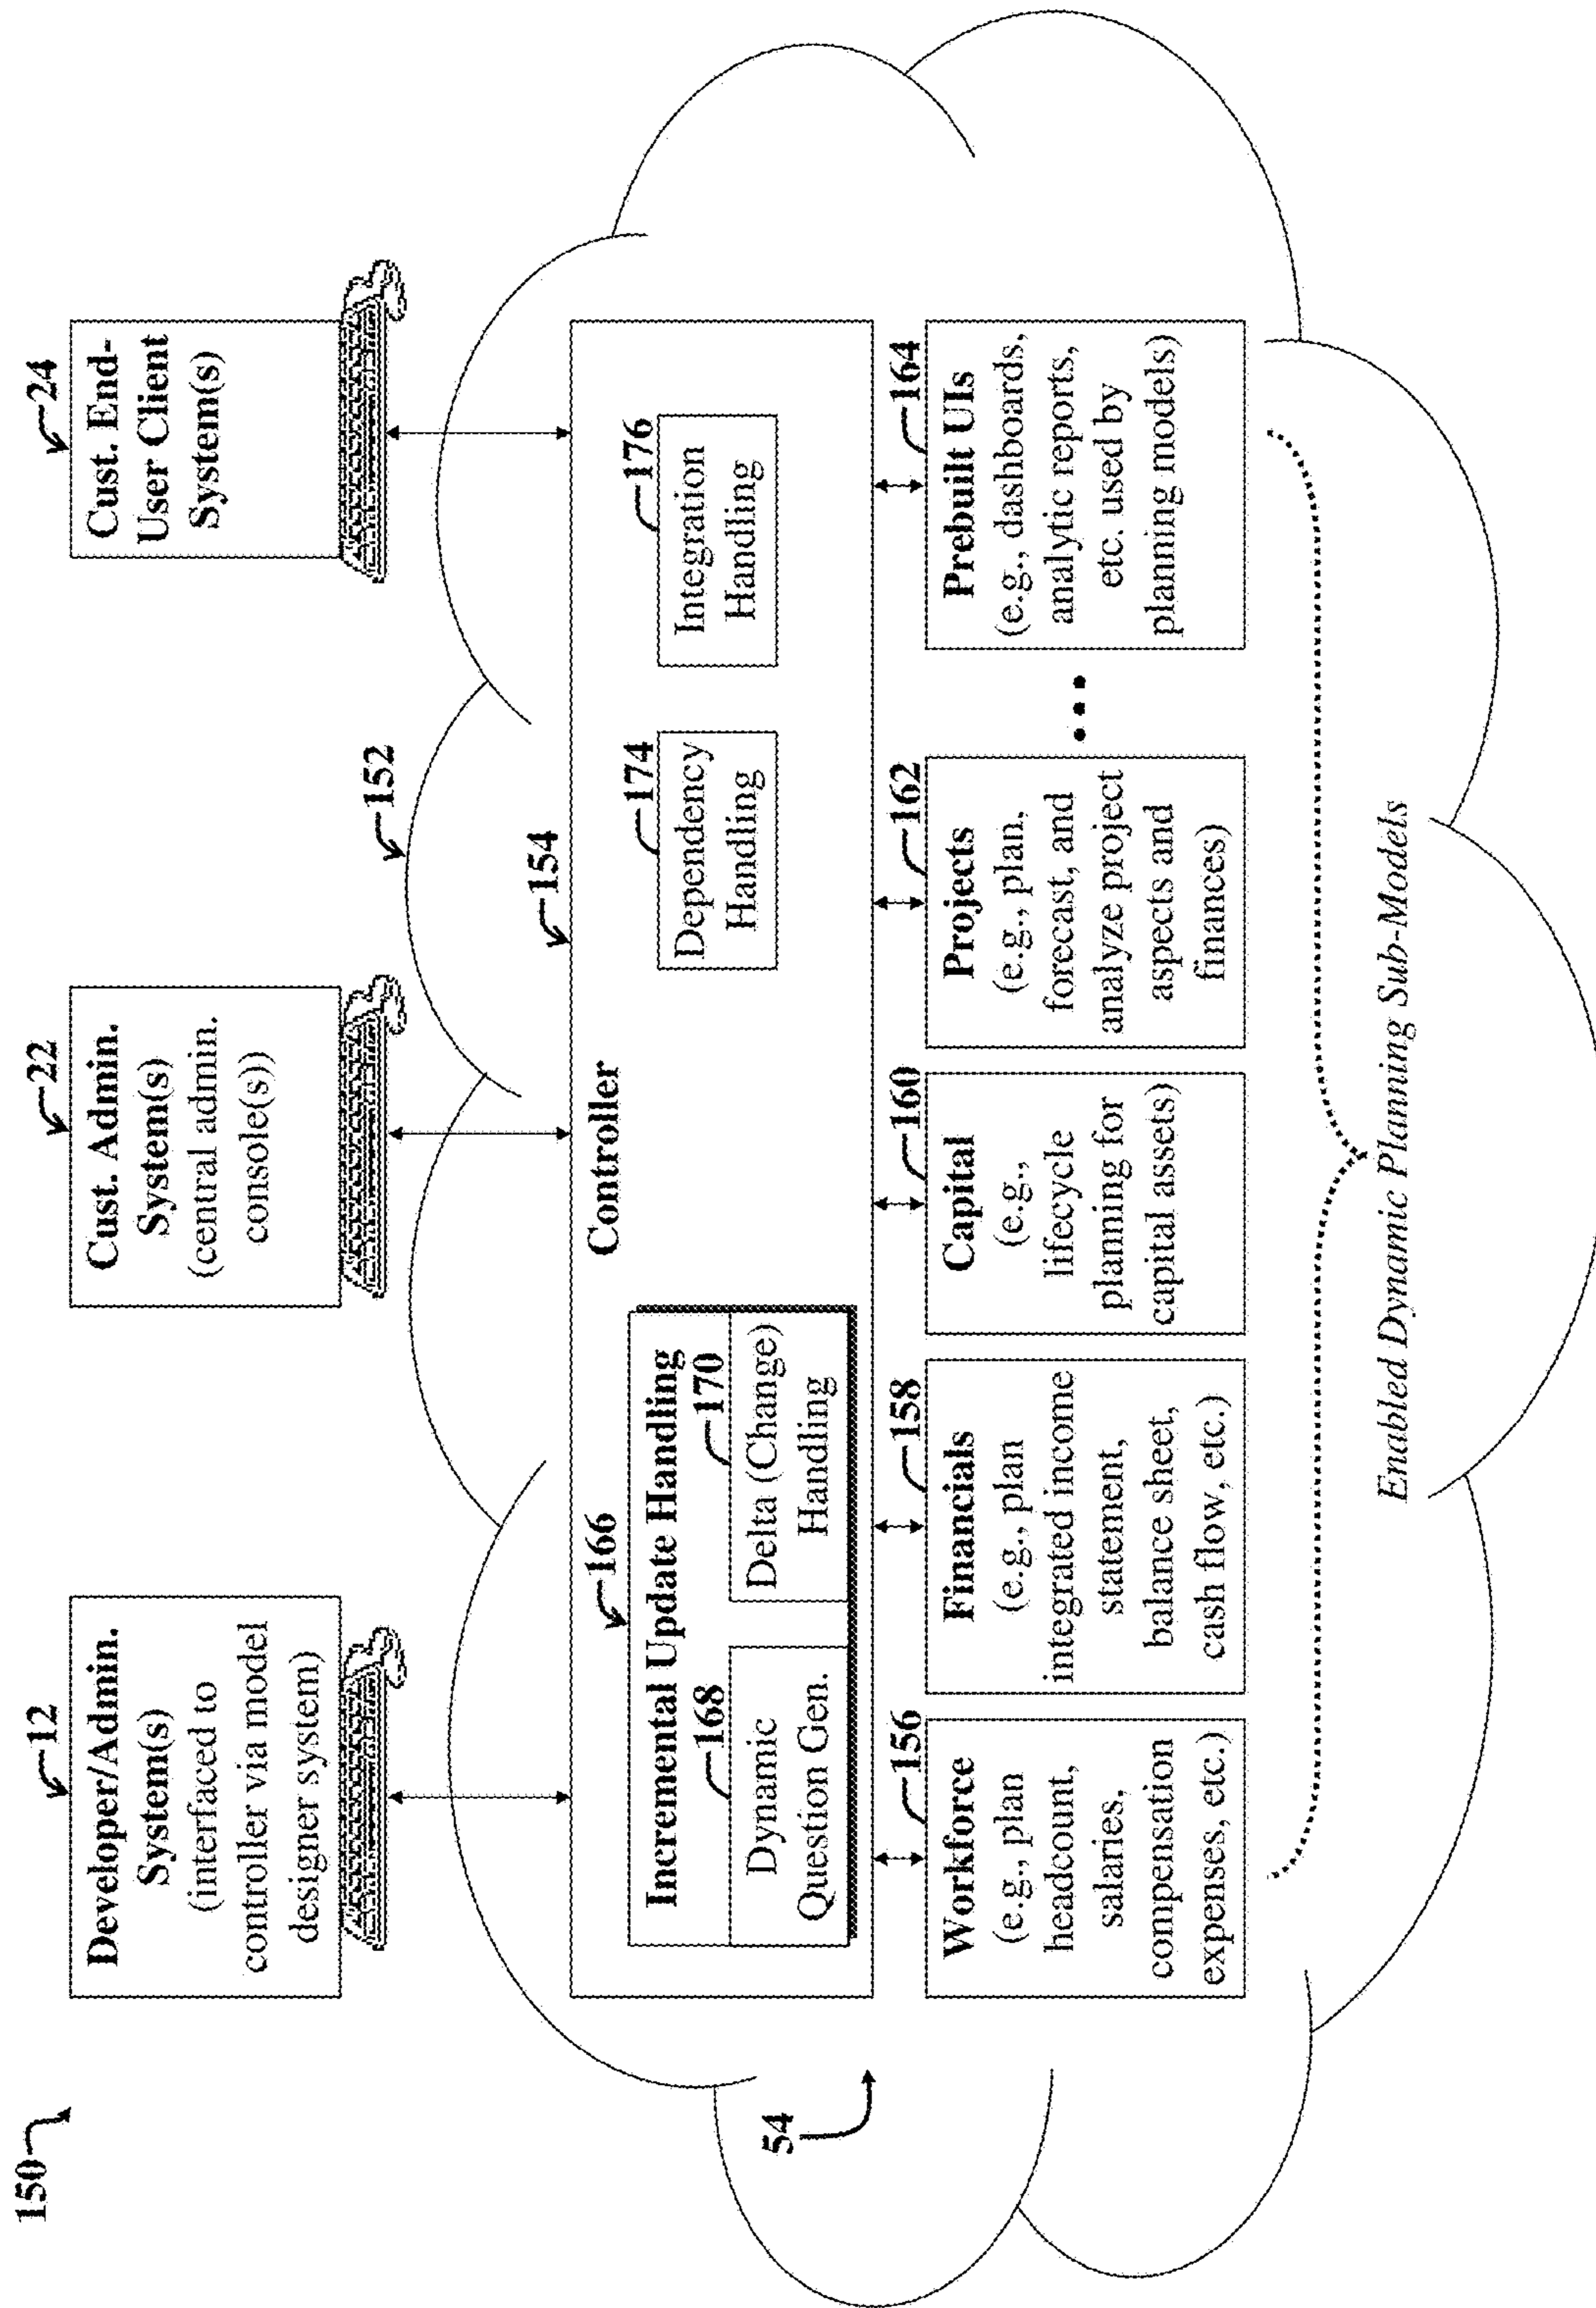 150
12
Developer/Admin.
System(s)
(interfaced to
controller via model
designer system)
22
Cust. Admin.
System(s)
(central admin.
console(s))
24
Cust. End-
User Client
System(s)
152
154
Controller
166
Incremental Update Handling
168
170
Dynamic
Question Gen.
Delta (Change)
Handling
174
Dependency
Handling
176
Integration
Handling
54
156
Workforce
(e.g., plan
headcount,
salaries,
compensation
expenses, etc.)
158
Financials
(e.g., plan
integrated income
statement,
balance sheet,
cash flow, etc.)
160
Capital
(e.g.,
lifecycle
planning for
capital assets)
162
Projects
(e.g., plan,
forecast, and
analyze project
aspects and
finances)
164
Prebuilt UIs
(e.g., dashboards,
analytic reports,
etc. used by
planning models)
Enabled Dynamic Planning Sub-Models